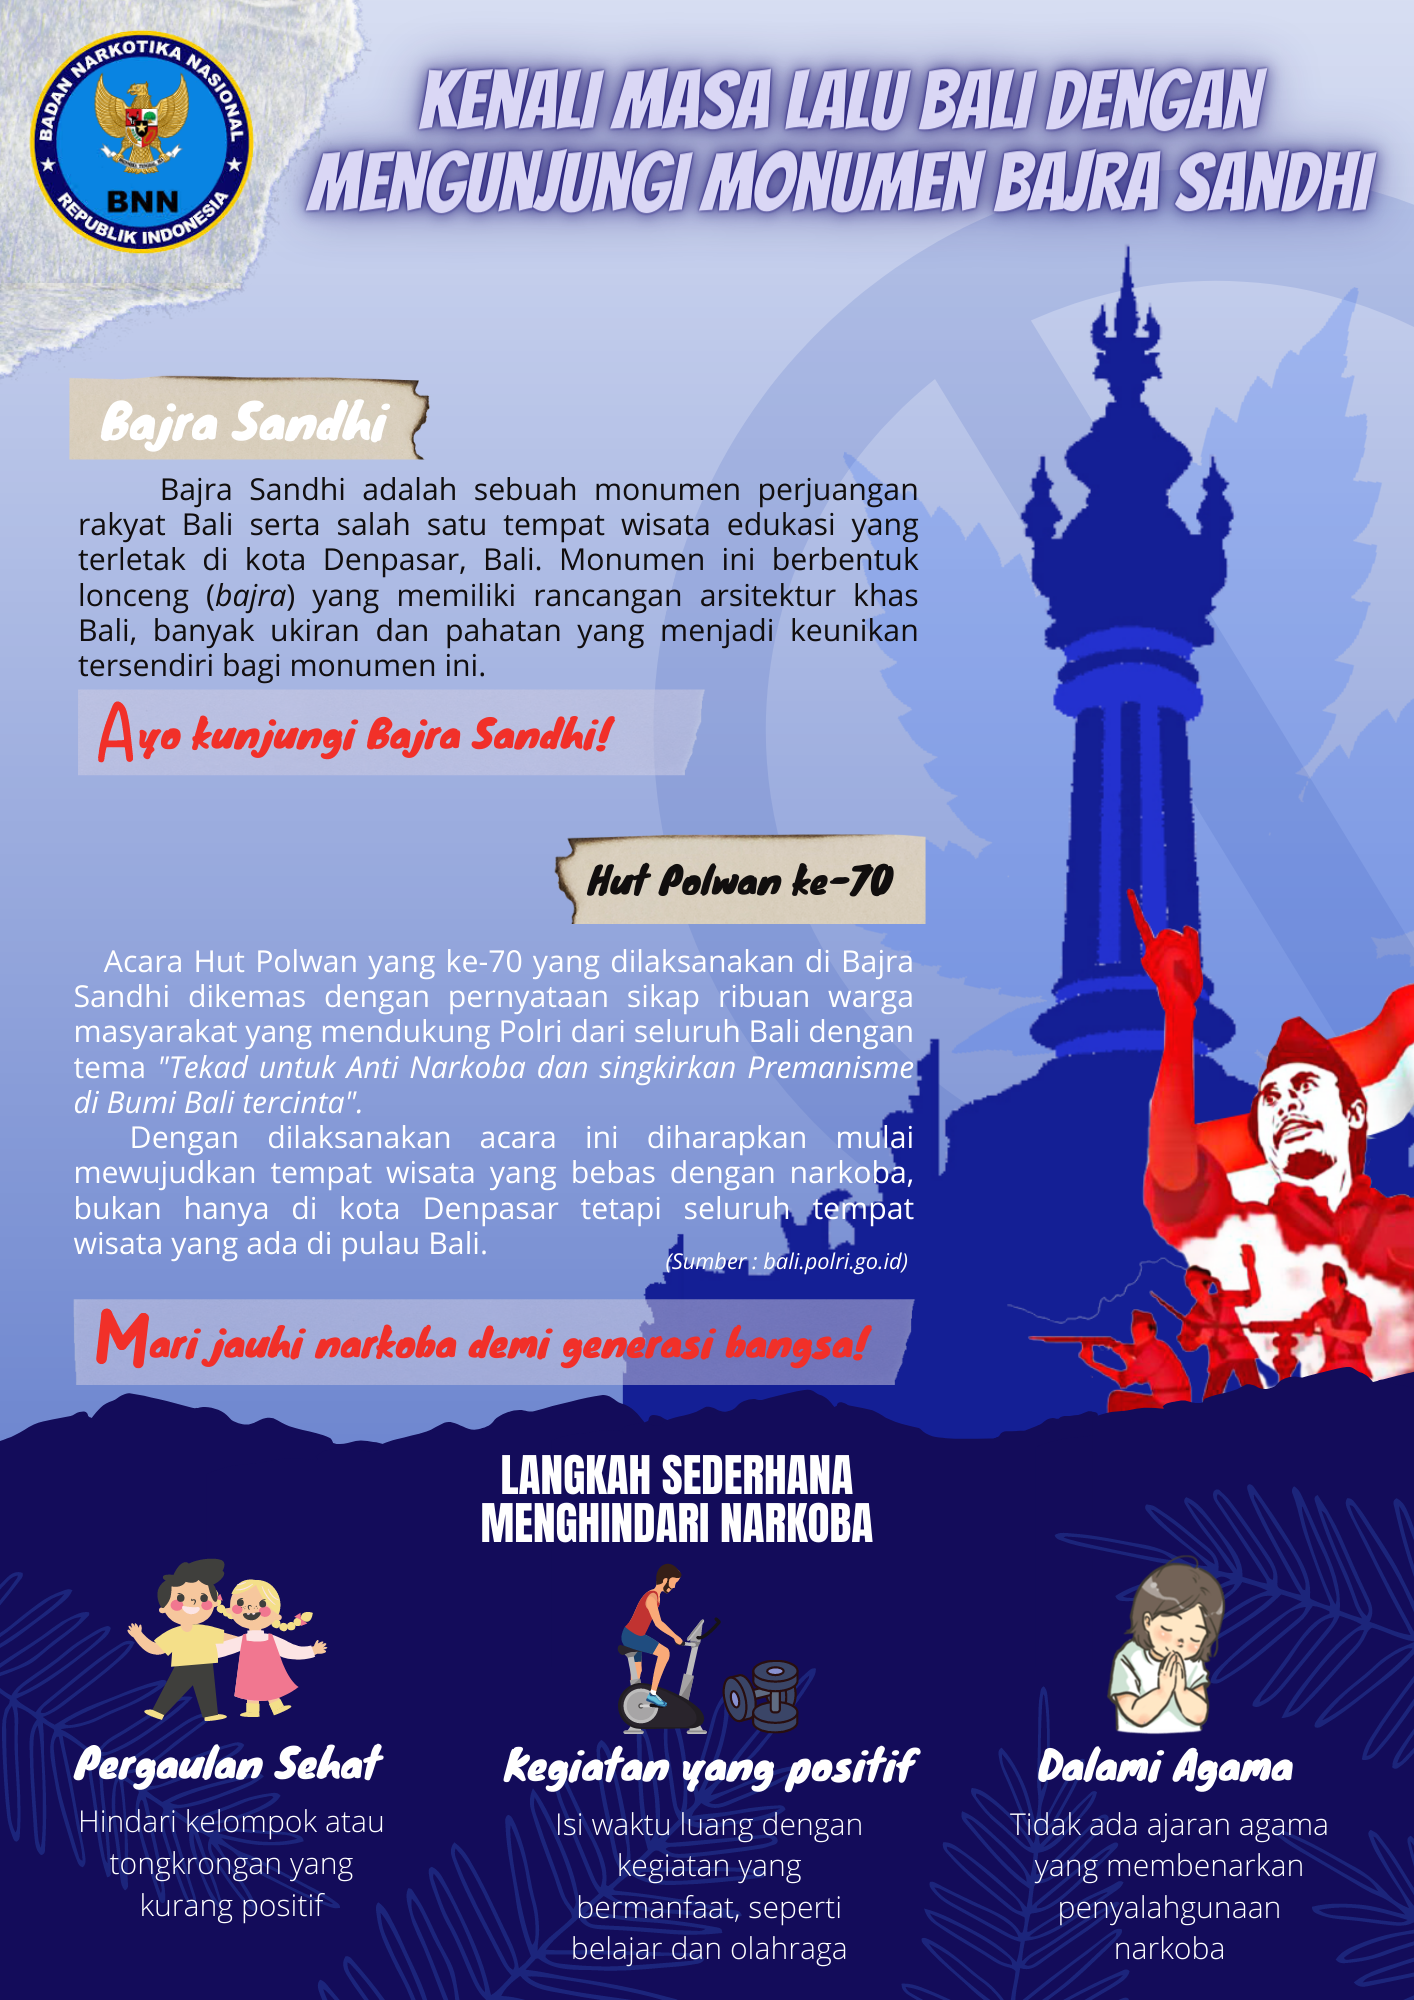 BADAN NARKOTIKA NASIONAL
BNN
REPUBLIK INDONESIA
KENALI MASA LALU BALI DENGAN
MENGUNJUNGI MONUMEN BAJRA SANDHI
Bajra Sandhi
Bajra Sandhi adalah sebuah monumen perjuangan
rakyat Bali serta salah satu tempat wisata edukasi yang
terletak di kota Denpasar, Bali. Monumen ini berbentuk
lonceng (bajra) yang memiliki rancangan arsitektur khas
Bali, banyak ukiran dan pahatan yang menjadi keunikan
tersendiri bagi monumen ini.
Ayo kunjungi Bajra Sandhi!
Hut Polwan ke-70
Acara Hut Polwan yang ke-70 yang dilaksanakan di Bajra
Sandhi dikemas dengan pernyataan sikap ribuan warga
masyarakat yang mendukung Polri dari seluruh Bali dengan
tema "Tekad untuk Anti Narkoba dan singkirkan Premanisme
di Bumi Bali tercinta".
Dengan dilaksanakan acara ini diharapkan mulai
mewujudkan tempat wisata yang bebas dengan narkoba,
bukan hanya di kota Denpasar tetapi seluruh tempat
wisata yang ada di pulau Bali.
(Sumber : bali.polri.go.id)
Mari jauhi narkoba demi generasi bangsa!
LANGKAH SEDERHANA
MENGHINDARI NARKOBA
Pergaulan Sehat
Hindari kelompok atau
tongkrongan yang
kurang positif
Kegiatan yang positif
Isi waktu luang dengan
kegiatan yang
bermanfaat, seperti
belajar dan olahraga
Dalami Agama
Tidak ada ajaran agama
yang membenarkan
penyalahgunaan
narkoba